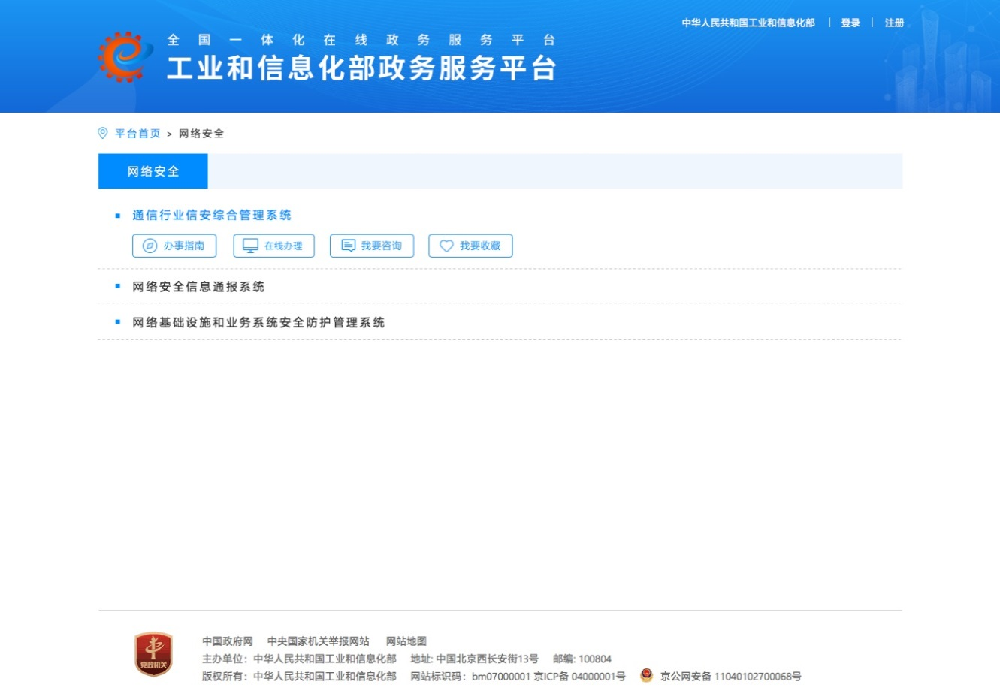 中华人民共和国工业和信息化部 | 登录 | 注册
全国一体化在线政务服务平台
工业和信息化部政务服务平台
平台首页 > 网络安全
网络安全
通信行业信安综合管理系统
办事指南 在线办理 我要咨询 我要收藏
网络安全信息通报系统
网络基础设施和业务系统安全防护管理系统
中国政府网 中央国家机关举报网站 网站地图
主办单位：中华人民共和国工业和信息化部 地址: 中国北京西长安街13号 邮编: 100804
版权所有：中华人民共和国工业和信息化部 网站标识码：bm07000001 京ICP备 04000001号 京公网安备 11040102700068号
党政机关